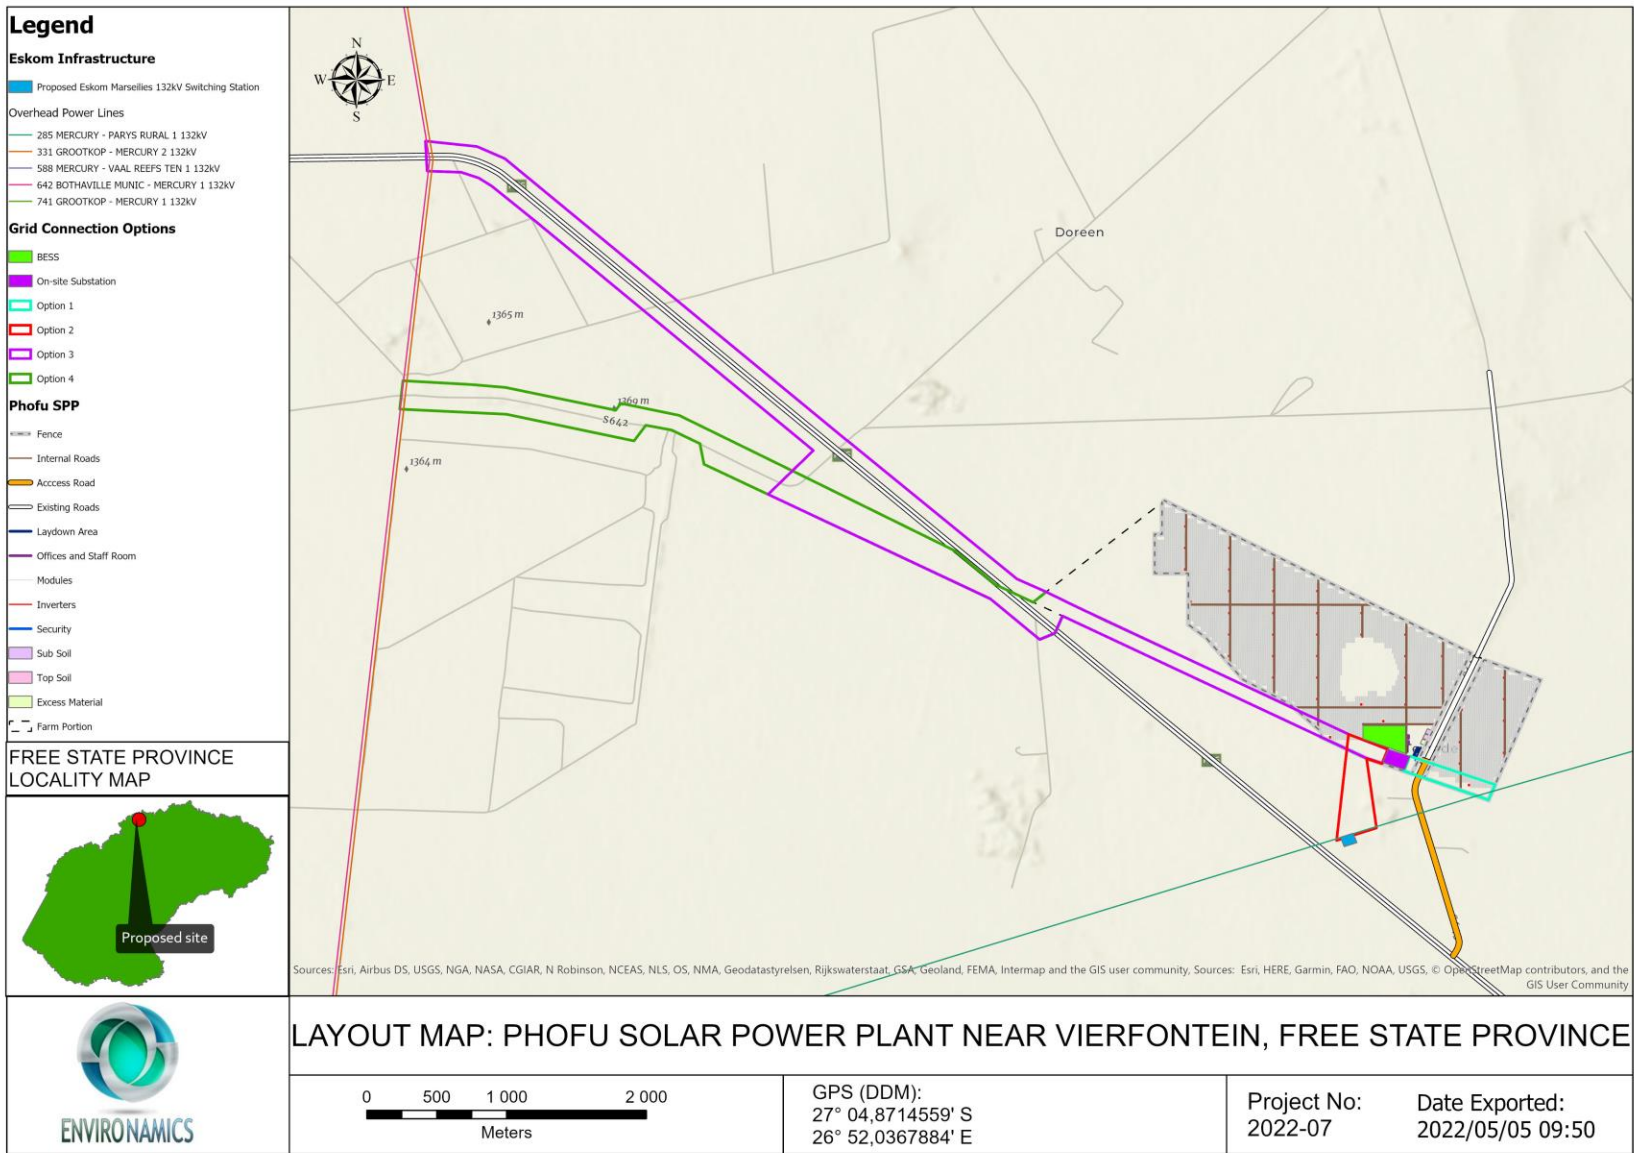 Legend
Eskom Infrastructure
Proposed Eskom Marseilies 132kV Switching Station
Overhead Power Lines
285 MERCURY - PARYS RURAL 1 132kV
331 GROOTKOP - MERCURY 2 132kV
588 MERCURY - VAAL REEFS TEN 1 132kV
642 BOTHAVILLE MUNIC - MERCURY 1 132kV
741 GROOTKOP - MERCURY 1 132kV
Grid Connection Options
BESS
On-site Substation
Option 1
Option 2
Option 3
Option 4
Phofu SPP
Fence
Internal Roads
Acccess Road
Existing Roads
Laydown Area
Offices and Staff Room
Modules
Inverters
Security
Sub Soil
Top Soil
Excess Material
Farm Portion
FREE STATE PROVINCE
LOCALITY MAP
Proposed site
ENVIRONAMICS
N
W E
S
Doreen
1365 m
1369 m
S642
1364 m
Sources: Esri, Airbus DS, USGS, NGA, NASA, CGIAR, N Robinson, NCEAS, NLS, OS, NMA, Geodatastyrelsen, Rijkswaterstaat, GSA, Geoland, FEMA, Intermap and the GIS user community, Sources: Esri, HERE, Garmin, FAO, NOAA, USGS, © OpenStreetMap contributors, and the
GIS User Community
LAYOUT MAP: PHOFU SOLAR POWER PLANT NEAR VIERFONTEIN, FREE STATE PROVINCE
0 500 1 000 2 000
Meters
GPS (DDM):
27° 04,8714559' S
26° 52,0367884' E
Project No:
2022-07
Date Exported:
2022/05/05 09:50